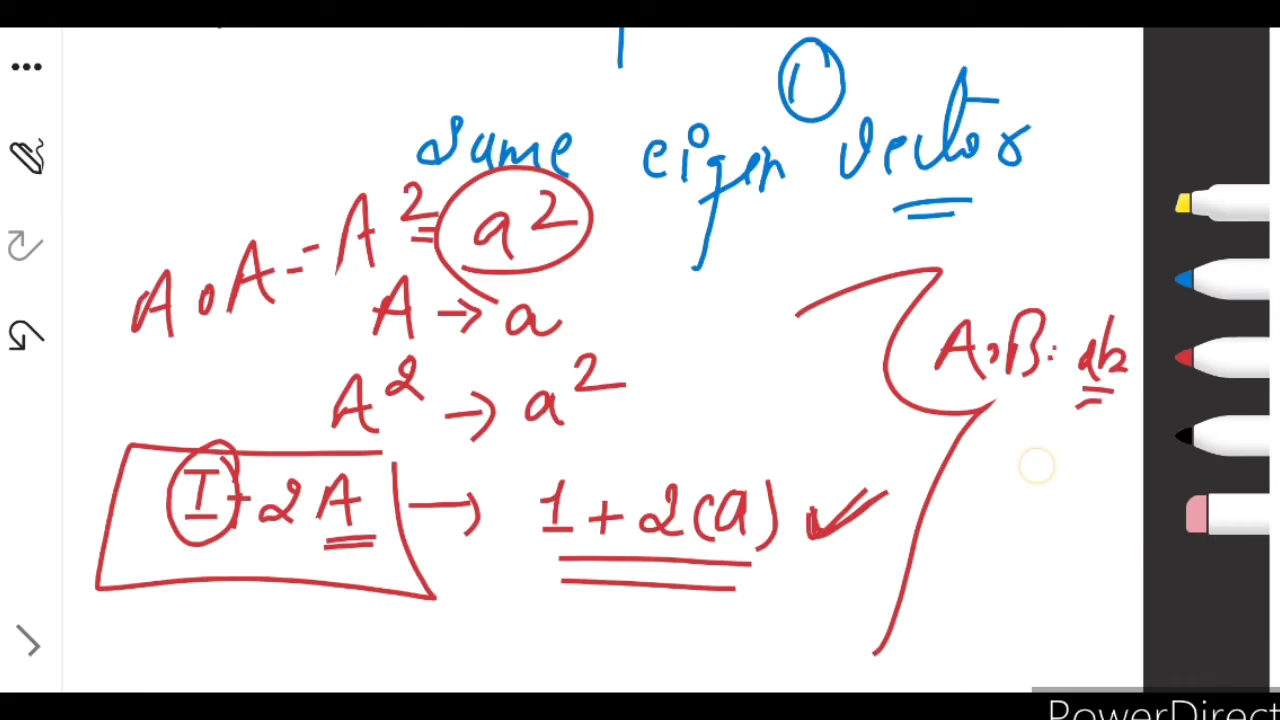 ①
same eigen vector
A.A = A² = a²
A → a
A.B = ab
A² → a²
I + 2A → 1 + 2(a) ✓
PowerDirect